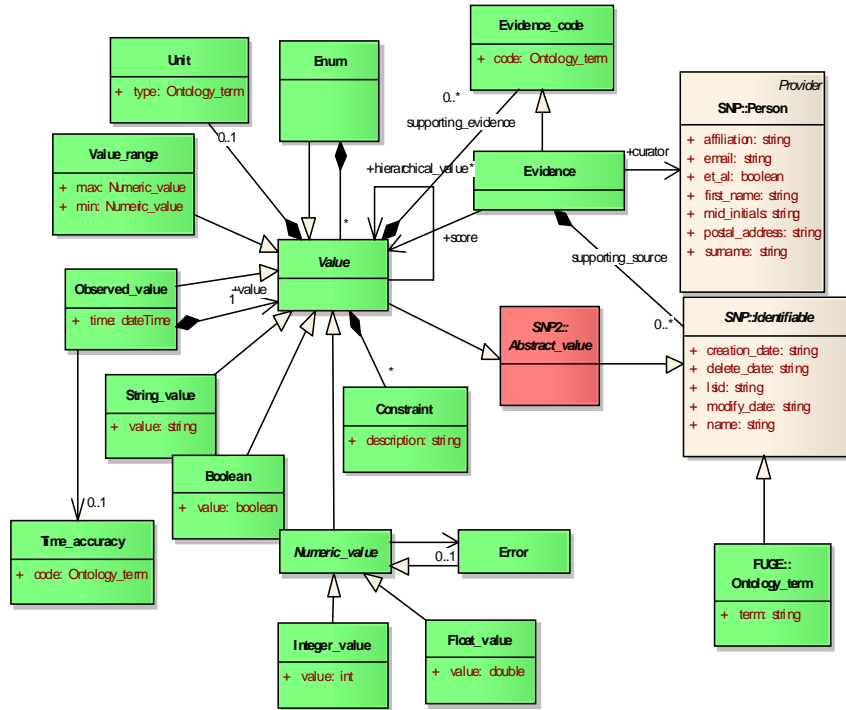 Evidence_code
+ code: Ontology_term
Unit
+ type: Ontology_term
Enum
Provider
SNP::Person
+ affiliation: string
+ email: string
+ et_al: boolean
+ first_name: string
+ mid_initials: string
+ postal_address: string
+ surname: string
0..*
supporting_evidence
0..1
Value_range
+ max: Numeric_value
+ min: Numeric_value
+hierarchical_value*
Evidence
+curator
*
+score
Value
supporting_source
Observed_value
+ time: dateTime
+value
1
0..*
SNP2::
Abstract_value
SNP::Identifiable
+ creation_date: string
+ delete_date: string
+ lsid: string
+ modify_date: string
+ name: string
*
String_value
+ value: string
Constraint
+ description: string
Boolean
+ value: boolean
0..1
Time_accuracy
+ code: Ontology_term
Numeric_value
0..1
Error
FUGE::
Ontology_term
+ term: string
Integer_value
+ value: int
Float_value
+ value: double